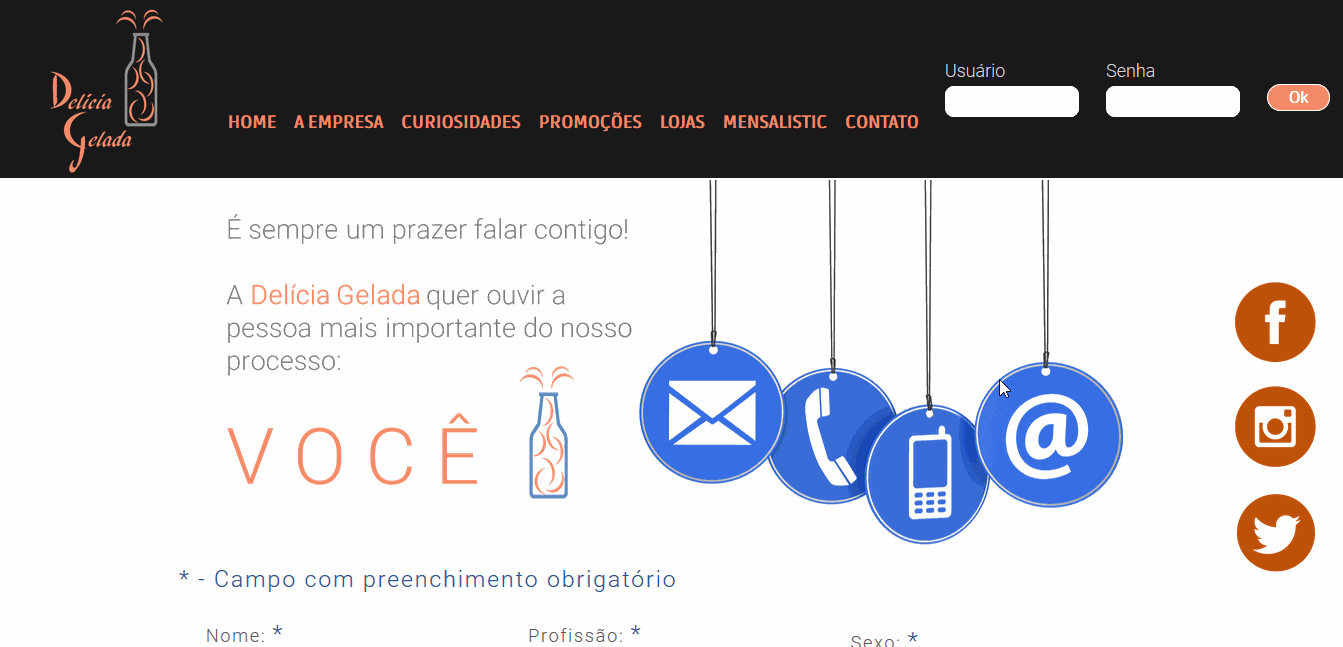 Delícia
Gelada
HOME A EMPRESA CURIOSIDADES PROMOÇÕES LOJAS MENSALISTIC CONTATO
Usuário Senha
Ok
É sempre um prazer falar contigo!
A Delícia Gelada quer ouvir a
pessoa mais importante do nosso
processo:
VOCÊ
@
* - Campo com preenchimento obrigatório
Nome: * Profissão: * Sexo: *